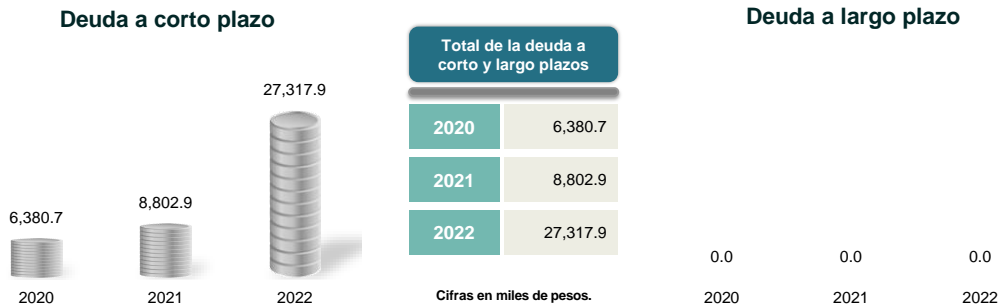 Deuda a corto plazo
27,317.9
8,802.9
6,380.7
2020 2021 2022
Total de la deuda a
corto y largo plazos
2020 6,380.7
2021 8,802.9
2022 27,317.9
Cifras en miles de pesos.
Deuda a largo plazo
0.0 0.0 0.0
2020 2021 2022